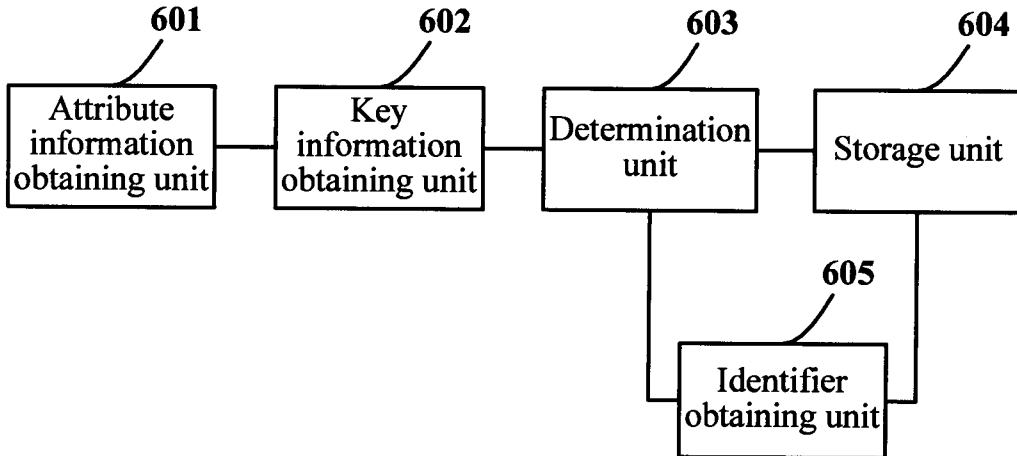 601
602
603
604
Attribute
information
obtaining unit
Key
information
obtaining unit
Determination
unit
Storage unit
605
Identifier
obtaining unit